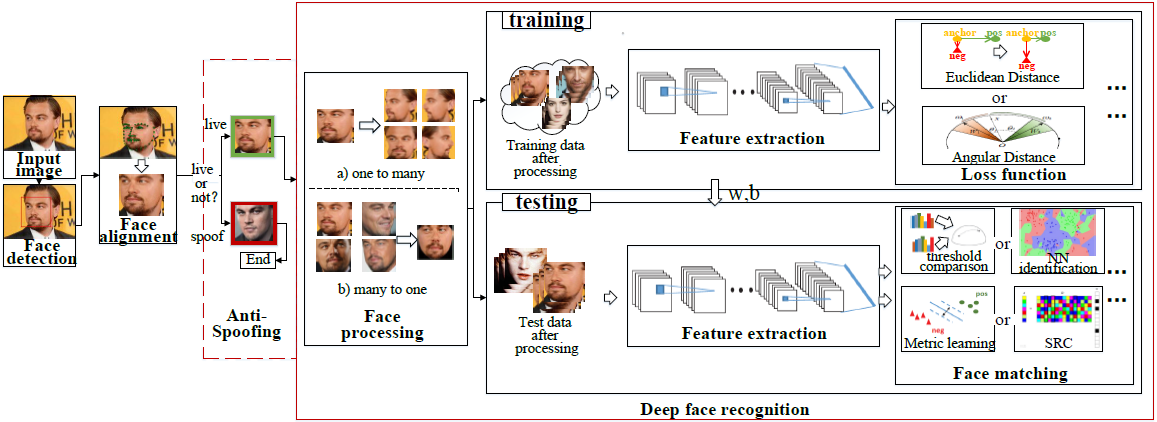 Input
image
Face
detection
Face
alignment
live
live
or
not?
spoof
End
Anti-
Spoofing
a) one to many
b) many to one
Face
processing
training
Training data
after
processing
Feature extraction
anchor
pos
neg
anchor
pos
neg
Euclidean Distance
or
Angular Distance
Loss function
...
...
w,b
testing
Test data
after
processing
Feature extraction
threshold
comparison
or
NN
identification
...
pos
neg
Metric learning
or
SRC
...
Face matching
Deep face recognition